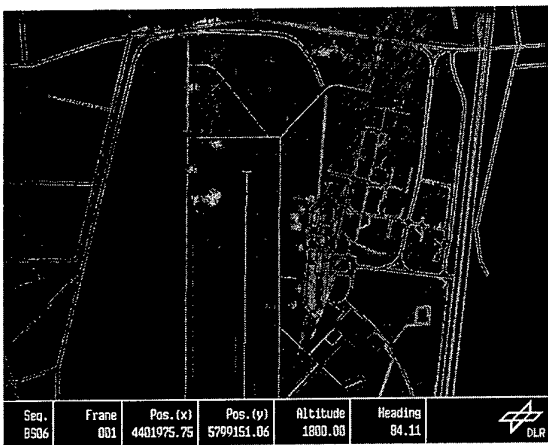 Seq. Frame Pos.(x) Pos.(y) Altitude Heading
BS06 001 4401975.75 5799151.06 1800.00 84.11
DLR